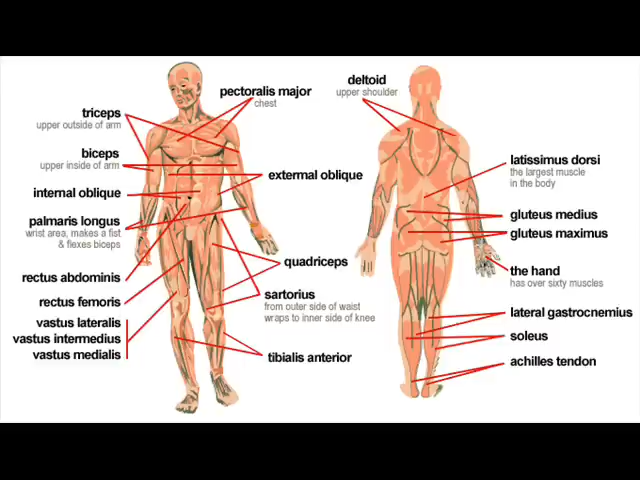 triceps
upper outside of arm
biceps
upper inside of arm
internal oblique
palmaris longus
wrist area, makes a fist
& flexes biceps
rectus abdominis
rectus femoris
vastus lateralis
vastus intermedius
vastus medialis
pectoralis major
chest
extermal oblique
quadriceps
sartorius
from outer side of waist
wraps to inner side of knee
tibialis anterior
deltoid
upper shoulder
latissimus dorsi
the largest muscle
in the body
gluteus medius
gluteus maximus
the hand
has over sixty muscles
lateral gastrocnemius
soleus
achilles tendon